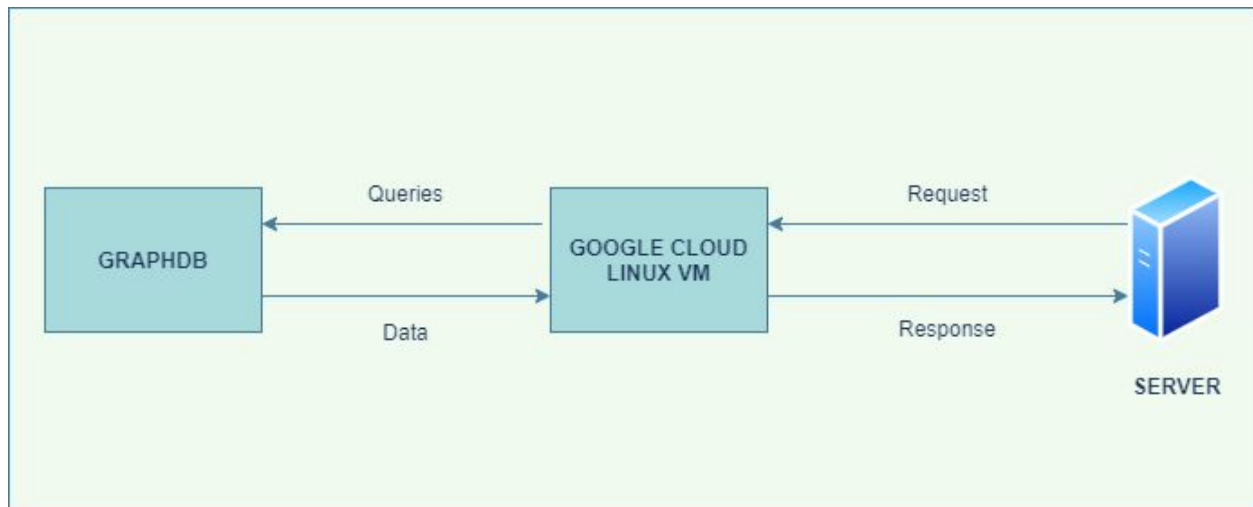 Queries
Request
GRAPHDB
GOOGLE CLOUD
LINUX VM
Data
Response
SERVER